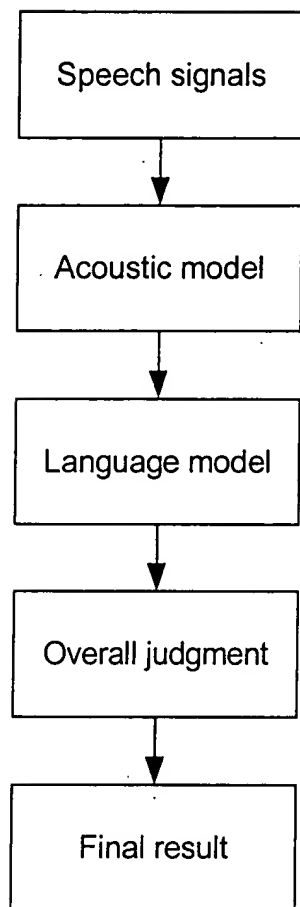 Speech signals
Acoustic model
Language model
Overall judgment
Final result